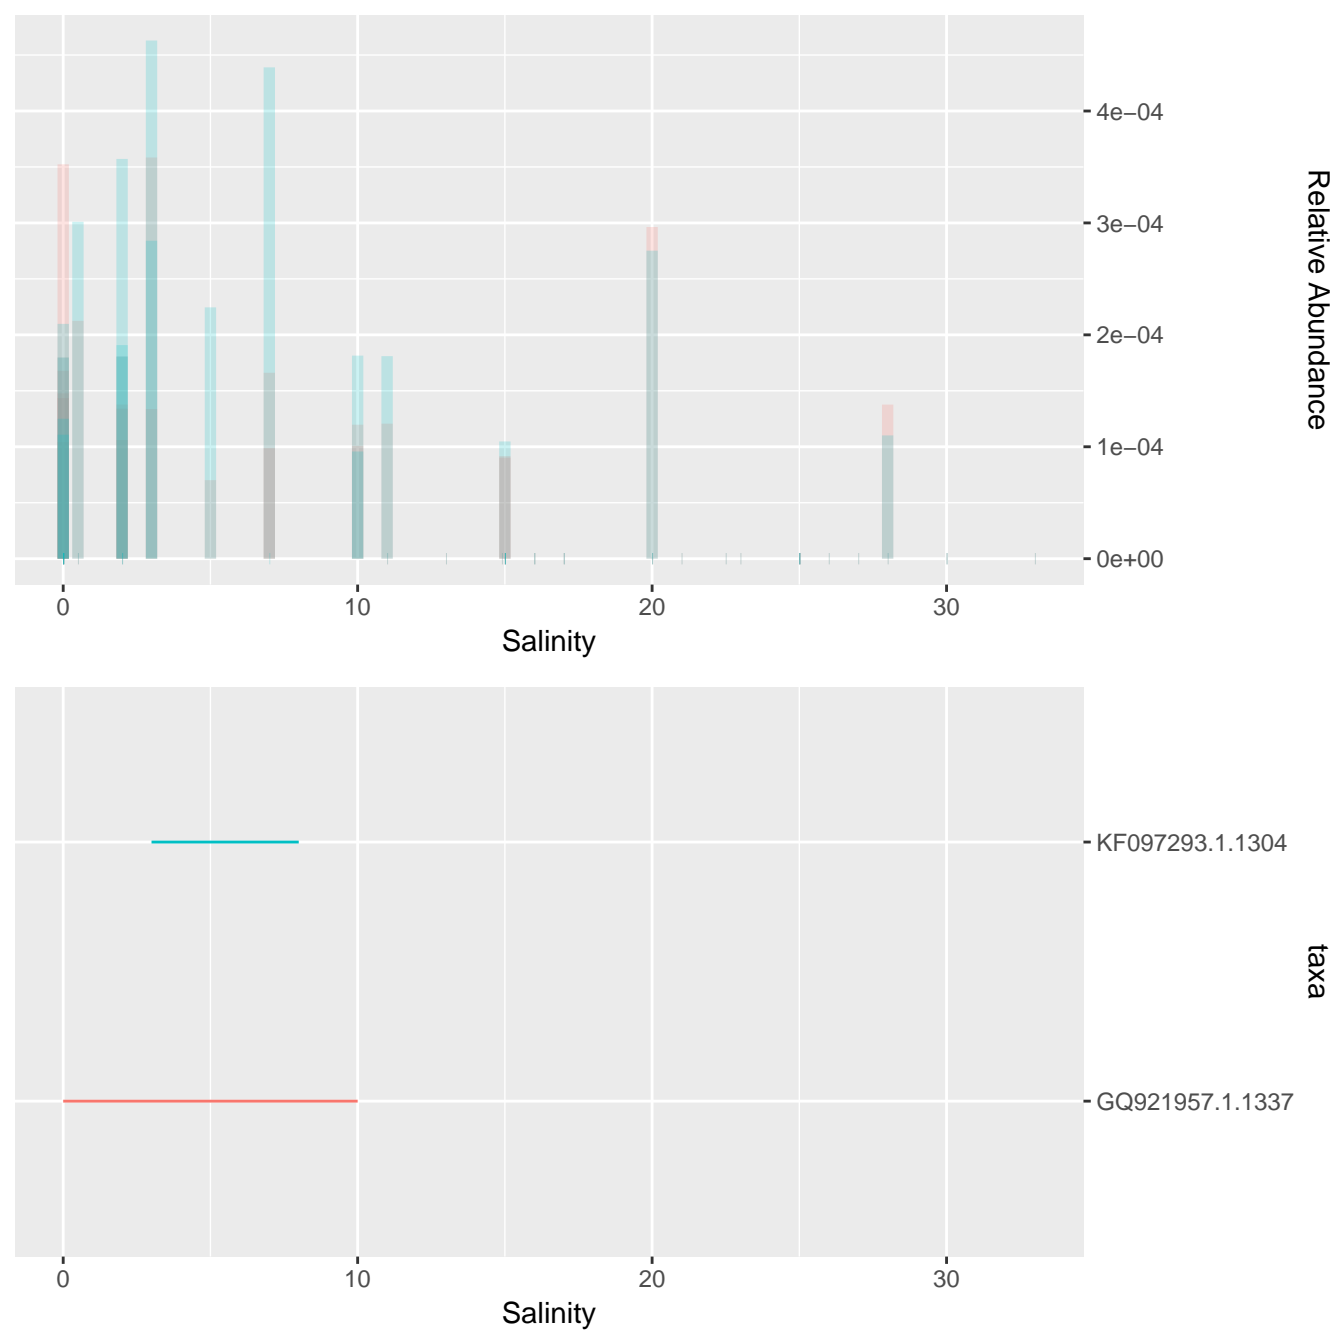 4e−04
3e−04
2e−04
1e−04
0e+00
Relative Abundance
0 10 20 30
Salinity
KF097293.1.1304
GQ921957.1.1337
taxa
0 10 20 30
Salinity